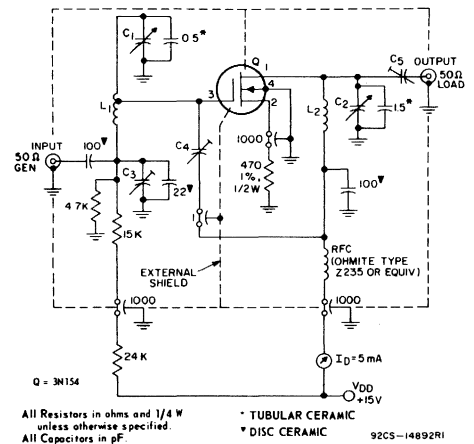 C1
0.5*
Q1
C5
OUTPUT
50Ω
LOAD
3
4
2
L1
L2
C2
1.5*
INPUT
50Ω
GEN
100▼
C4
1000
C3
22▼
470
1%,
1/2W
100▼
4.7K
15K
1
EXTERNAL
SHIELD
RFC
(OHMITE TYPE
Z235 OR EQUIV)
1000
1000
24 K
ID=5mA
Q = 3N154
VDD
+15V
All Resistors in ohms and 1/4 W
unless otherwise specified.
All Capacitors in pF.
* TUBULAR CERAMIC
▼ DISC CERAMIC
92CS-14892R1